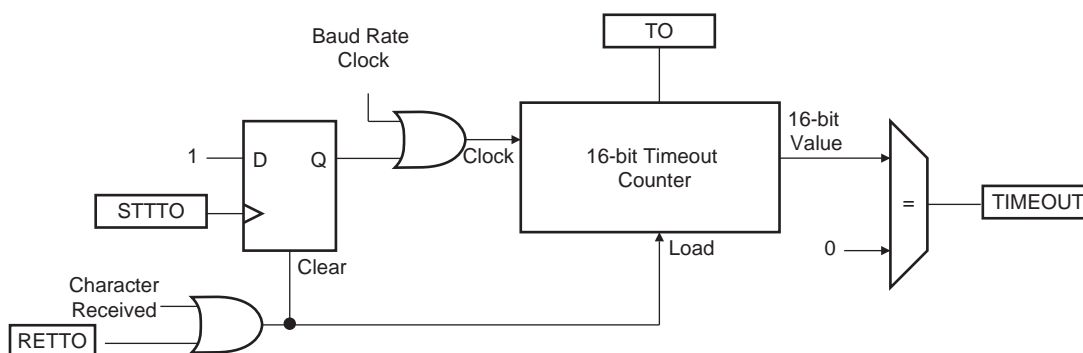 TO
Baud Rate
Clock
1
D
Q
Clock
16-bit Timeout
Counter
16-bit
Value
STTTO
=
TIMEOUT
Clear
Load
0
Character
Received
RETTO